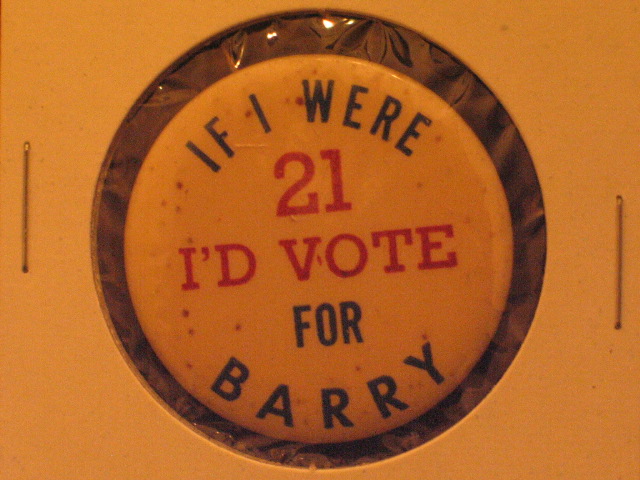 IF I WERE
21
I'D VOTE
FOR
BARRY